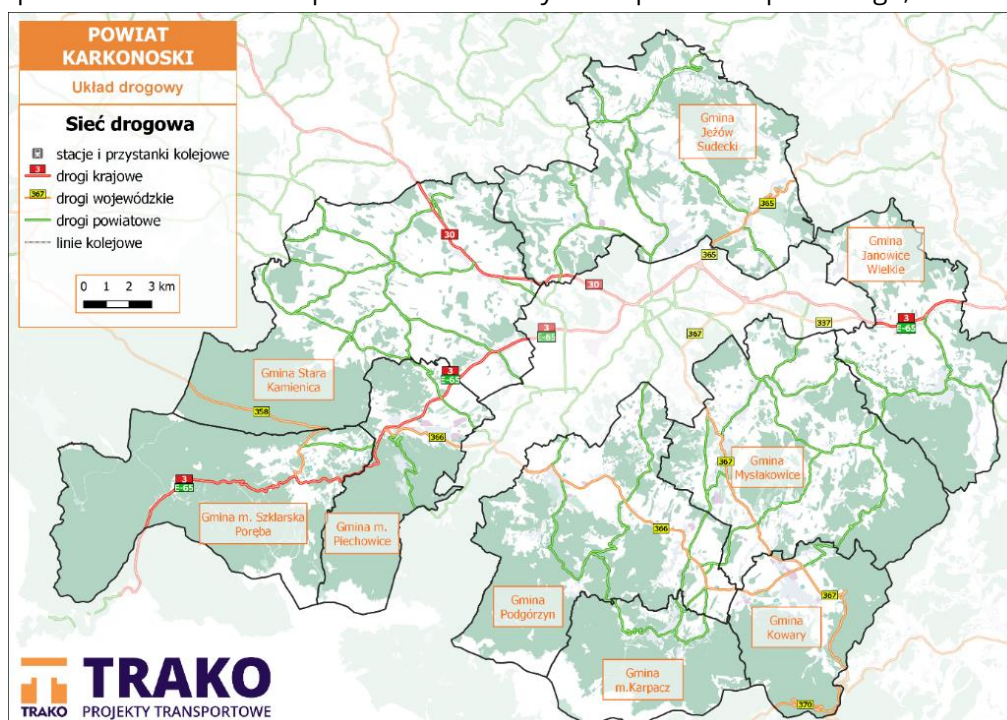 POWIAT
KARKONOSKI
Układ drogowy
Sieć drogowa
stacje i przystanki kolejowe
3 drogi krajowe
367 drogi wojewódzkie
drogi powiatowe
linie kolejowe
0 1 2 3 km
Gmina
Jeżów
Sudecki
365
30
365
Gmina
Janowice
Wielkie
30
3
E-65
367
337
3
E-65
Gmina Stara
Kamienica
3
E-65
358
366
367
Gmina
Mysłakowice
3
E-65
Gmina m. Szklarska
Poręba
Gmina m.
Piechowice
366
Gmina
Podgórzyn
367
Gmina
Kowary
Gmina
m.Karpacz
370
TRAKO
TRAKO
PROJEKTY TRANSPORTOWE